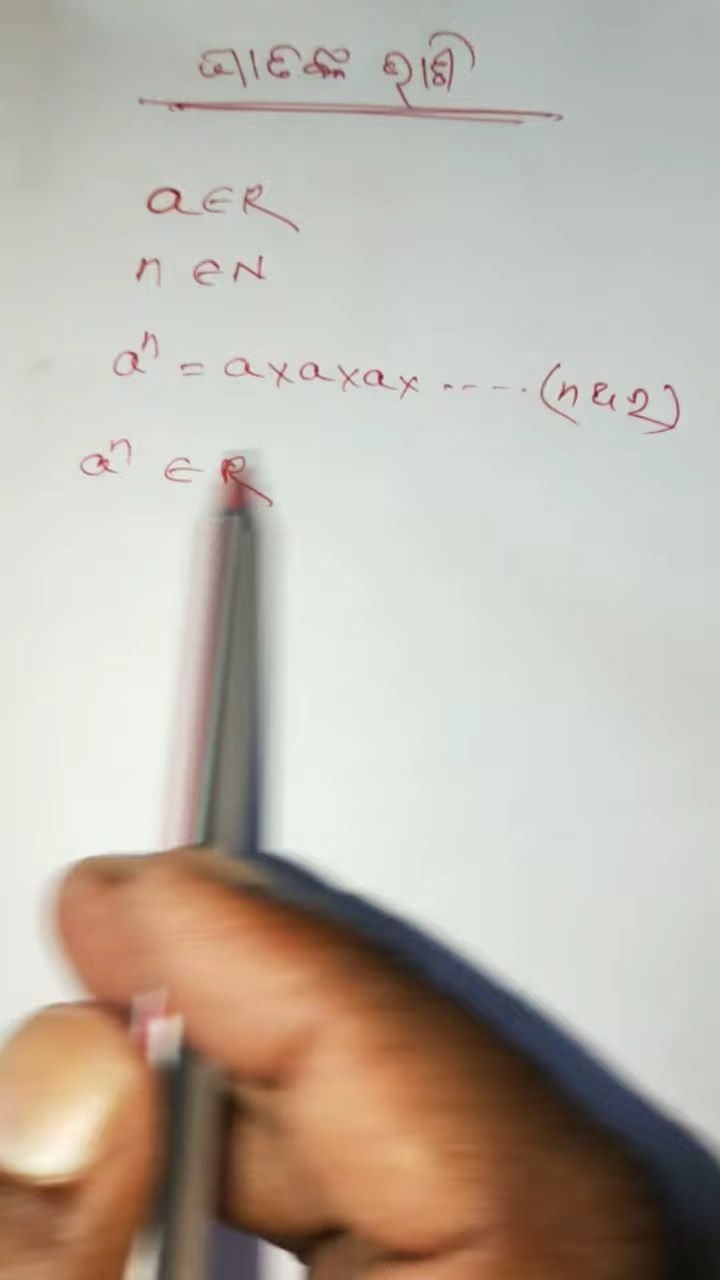 ଘାତାଙ୍କ ରାଶି
a ∈ R
n ∈ N
aⁿ = a×a×a× ..... (n ଥର)
aⁿ ∈ R